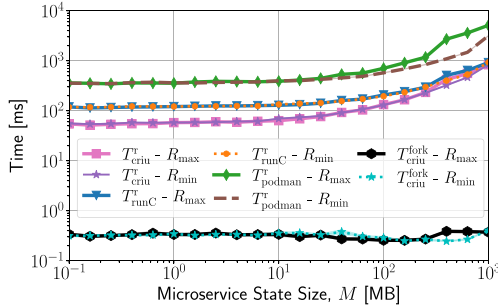 10^4
10^3
10^2
10^1
10^0
10^{-1}
Time [ms]
T^r_criu - R_max
T^r_criu - R_min
T^r_runC - R_max
T^r_runC - R_min
T^r_podman - R_max
T^r_podman - R_min
T^fork_criu - R_max
T^fork_criu - R_min
10^{-1} 10^0 10^1 10^2 10^3
Microservice State Size, M [MB]